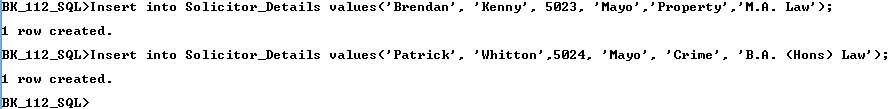 BK_112_SQL>Insert into Solicitor_Details values('Brendan', 'Kenny', 5023, 'Mayo','Property','M.A. Law');
1 row created.
BK_112_SQL>Insert into Solicitor_Details values('Patrick', 'Whitton',5024, 'Mayo', 'Crime', 'B.A. (Hons) Law');
1 row created.
BK_112_SQL>